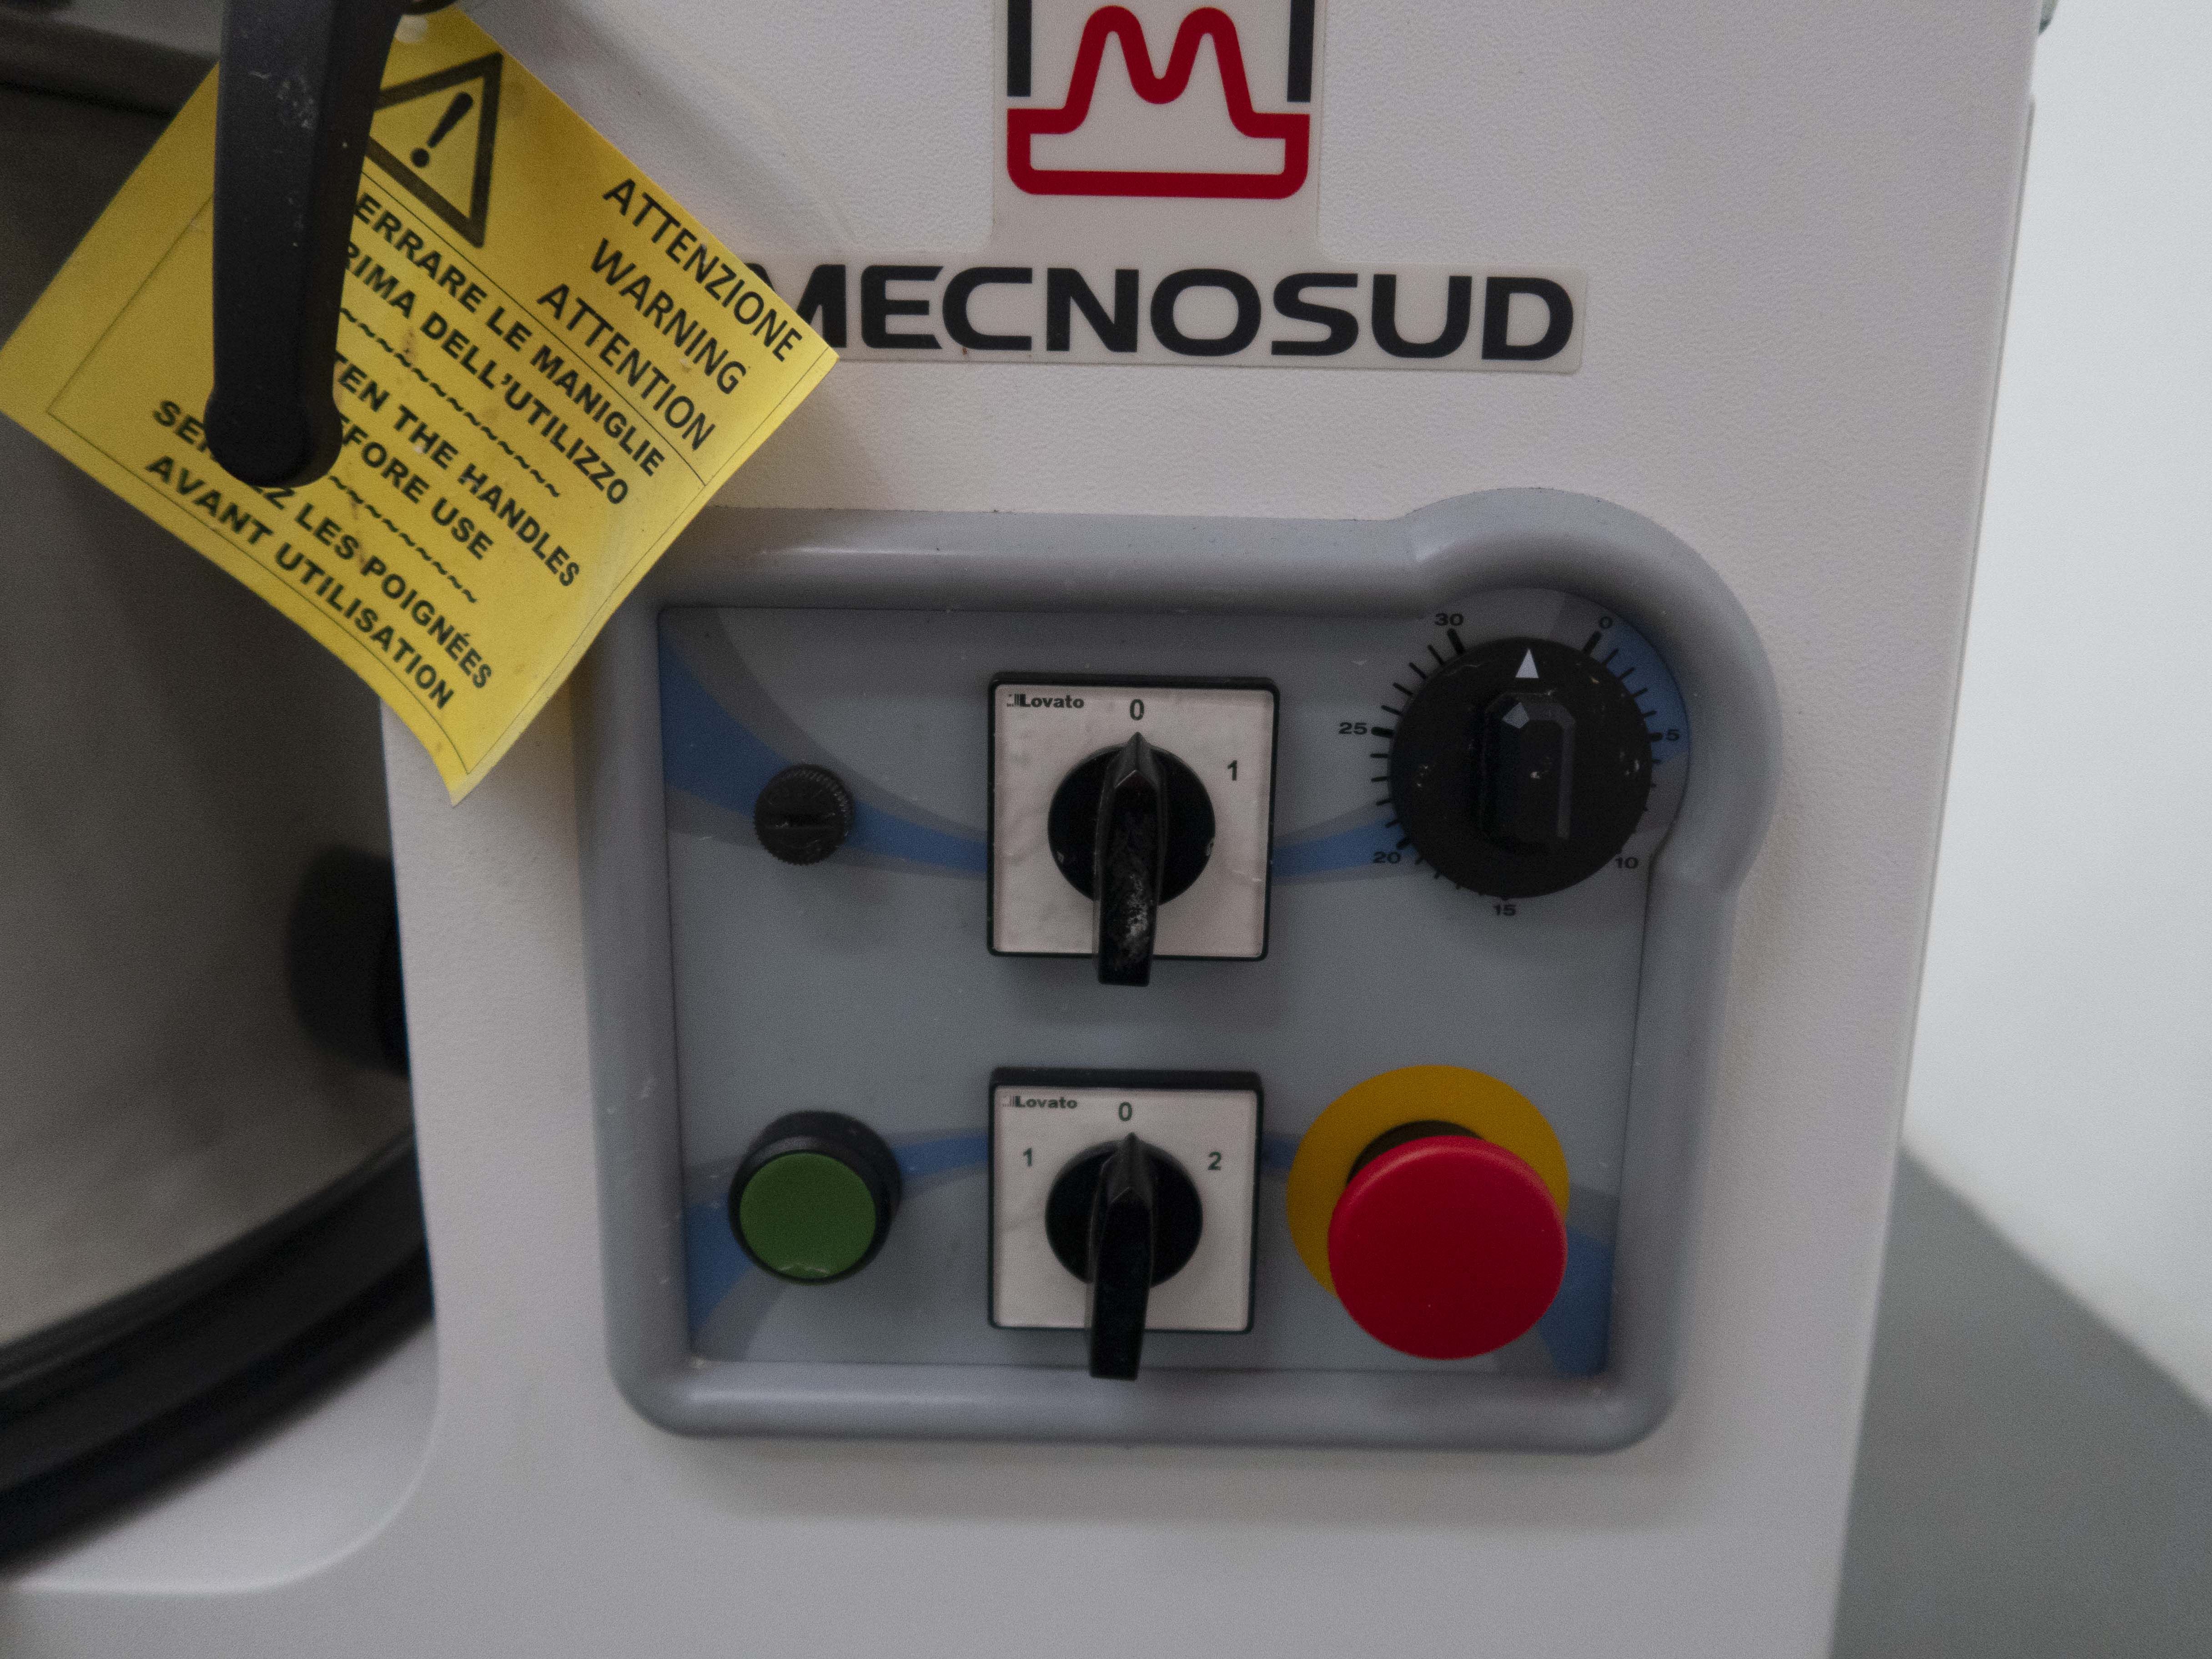 ATTENZIONE
WARNING
ATTENTION
ERRARE LE MANIGLIE
RIMA DELL'UTILIZZO
~~~~~~~~~~~~~~~~
TEN THE HANDLES
EFORE USE
~~~~~~~~~~~~~~~~
LES POIGNÉES
AVANT UTILISATION
MECNOSUD
30
0
25
5
20
10
15
Lovato
0
1
Lovato
0
1
2